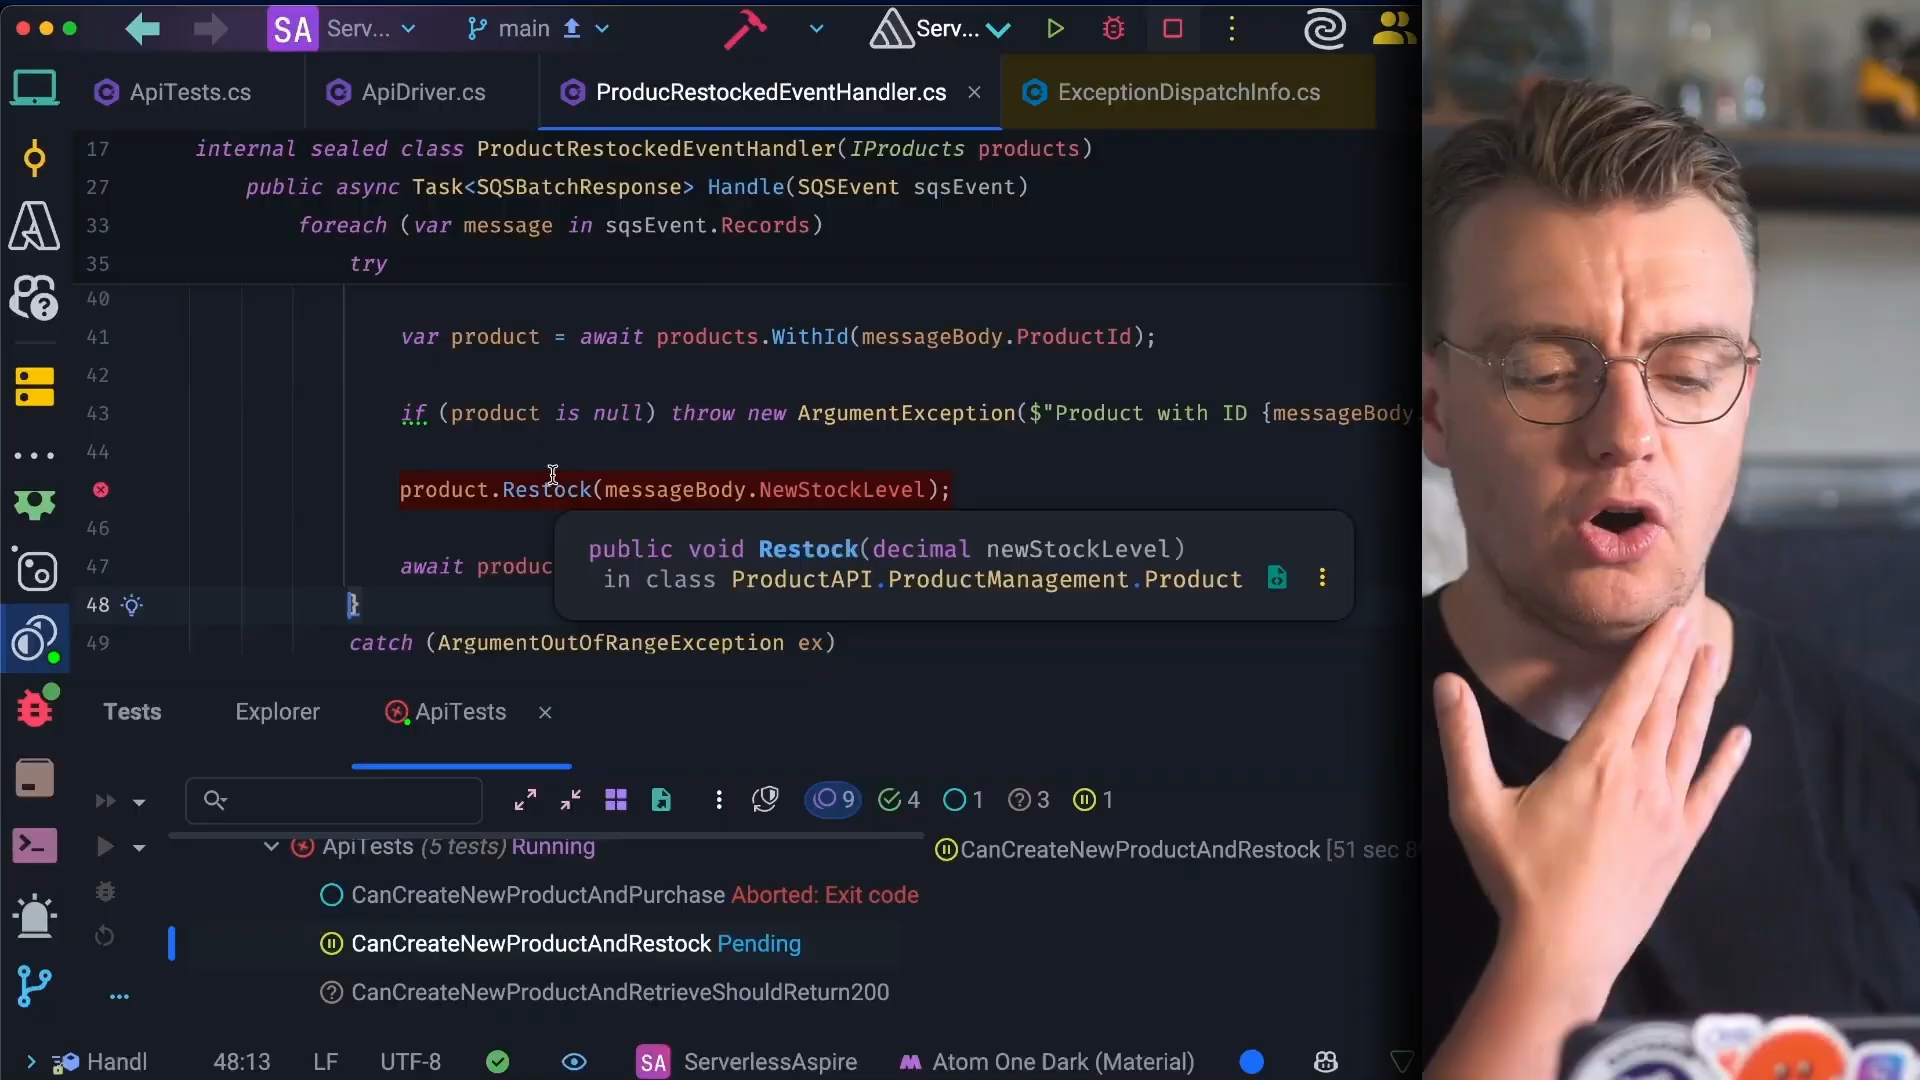 SA Serv... main Serv...
ApiTests.cs ApiDriver.cs ProducRestockedEventHandler.cs ExceptionDispatchInfo.cs
17 internal sealed class ProductRestockedEventHandler(IProducts products)
27 public async Task<SQSBatchResponse> Handle(SQSEvent sqsEvent)
33 foreach (var message in sqsEvent.Records)
35 try
40
41 var product = await products.WithId(messageBody.ProductId);
42
43 if (product is null) throw new ArgumentException($"Product with ID {messageBody.
44
product.Restock(messageBody.NewStockLevel);
46
public void Restock(decimal newStockLevel)
47 await produc
in class ProductAPI.ProductManagement.Product
48 }
49 catch (ArgumentOutOfRangeException ex)
Tests Explorer ApiTests
9 4 1 3 1
ApiTests (5 tests) Running
CanCreateNewProductAndRestock [51 sec 8
CanCreateNewProductAndPurchase Aborted: Exit code
CanCreateNewProductAndRestock Pending
CanCreateNewProductAndRetrieveShouldReturn200
Handl 48:13 LF UTF-8 SA ServerlessAspire Atom One Dark (Material)